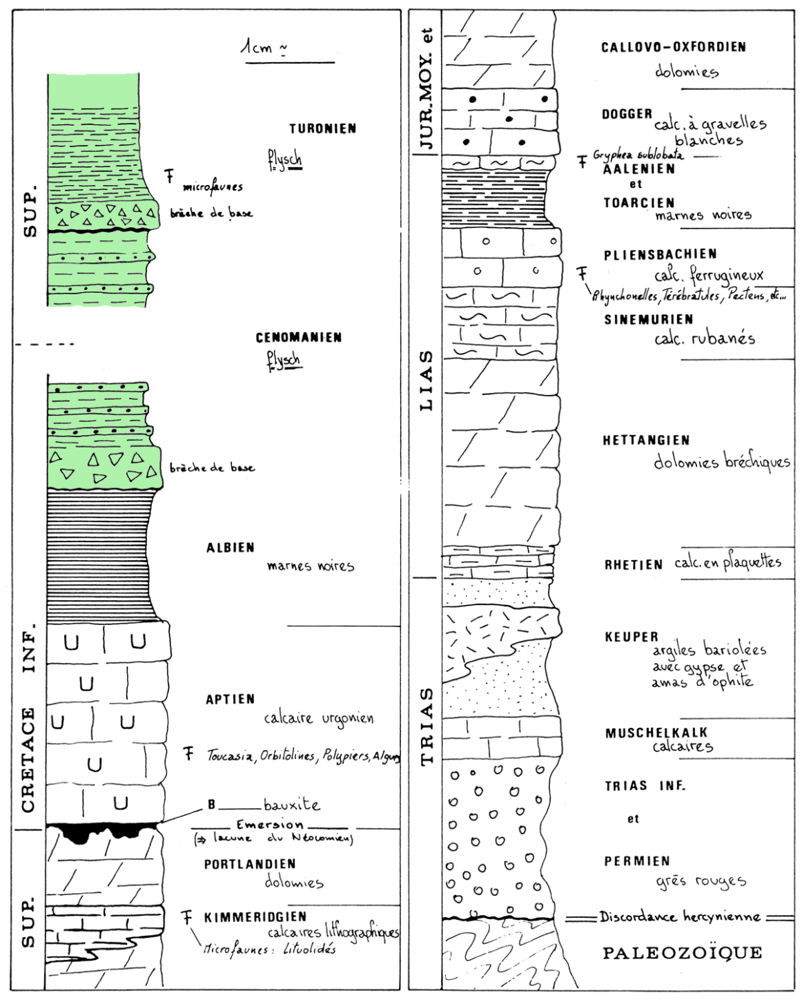 1cm ~
TURONIEN
flysch
F microfaunes
brèche de base
SUP.
CENOMANIEN
flysch
brèche de base
ALBIEN
marnes noires
CRETACE INF.
APTIEN
calcaire urgonien
F Toucasia, Orbitolines, Polypiers, Algues
B bauxite
Emersion
(⇒ lacune du Néocomien)
PORTLANDIEN
dolomies
SUP.
F KIMMERIDGIEN
calcaires lithographiques
Microfaunes: Lituolidés
JUR. MOY. et
CALLOVO-OXFORDIEN
dolomies
DOGGER
calc. à gravelles
blanches
F Gryphea sublobata
AALENIEN
et
TOARCIEN
marnes noires
LIAS
PLIENSBACHIEN
F calc. ferrugineux
Rhynchonelles, Térébratules, Pectens, etc...
SINEMURIEN
calc. rubanés
HETTANGIEN
dolomies bréchiques
RHETIEN calc. en plaquettes
TRIAS
KEUPER
argiles bariolées
avec gypse et
amas d'ophite
MUSCHELKALK
calcaires
TRIAS INF.
et
PERMIEN
grés rouges
Discordance hercynienne
PALEOZOÏQUE